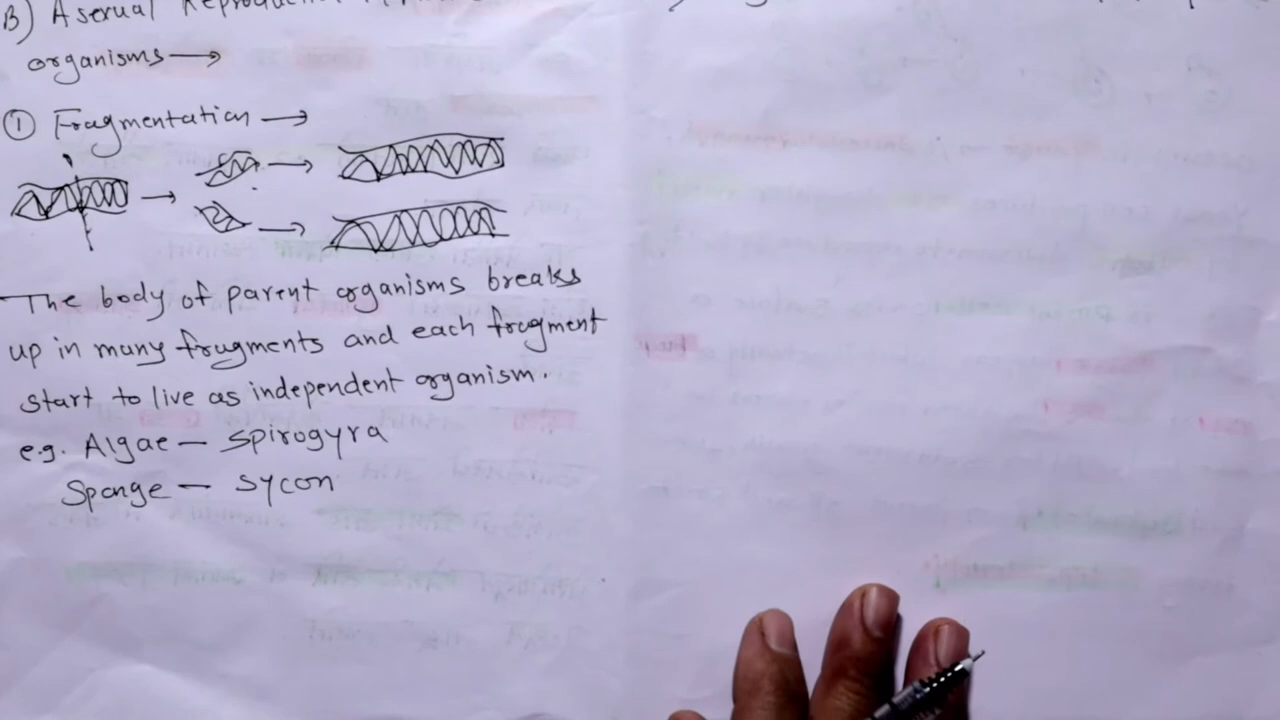 B) Asexual Reproduction
organisms →
① Fragmentation →
The body of parent organisms breaks
up in many fragments and each fragment
start to live as independent organism.
e.g. Algae — Spirogyra
Sponge — Sycon